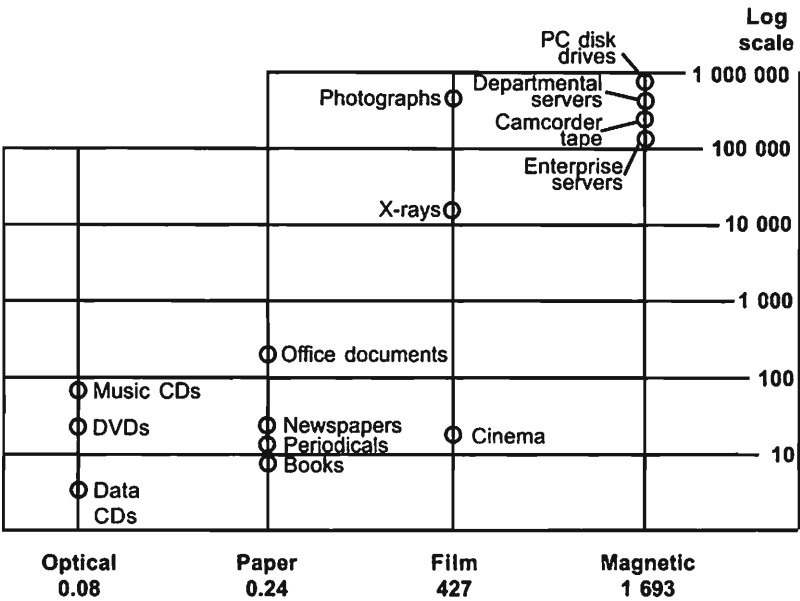 Log
scale
PC disk
drives
1 000 000
Photographs
Departmental
servers
Camcorder
tape
100 000
Enterprise
servers
X-rays
10 000
1 000
Office documents
100
Music CDs
DVDs
Newspapers
Periodicals
Cinema
10
Books
Data
CDs
Optical
0.08
Paper
0.24
Film
427
Magnetic
1 693